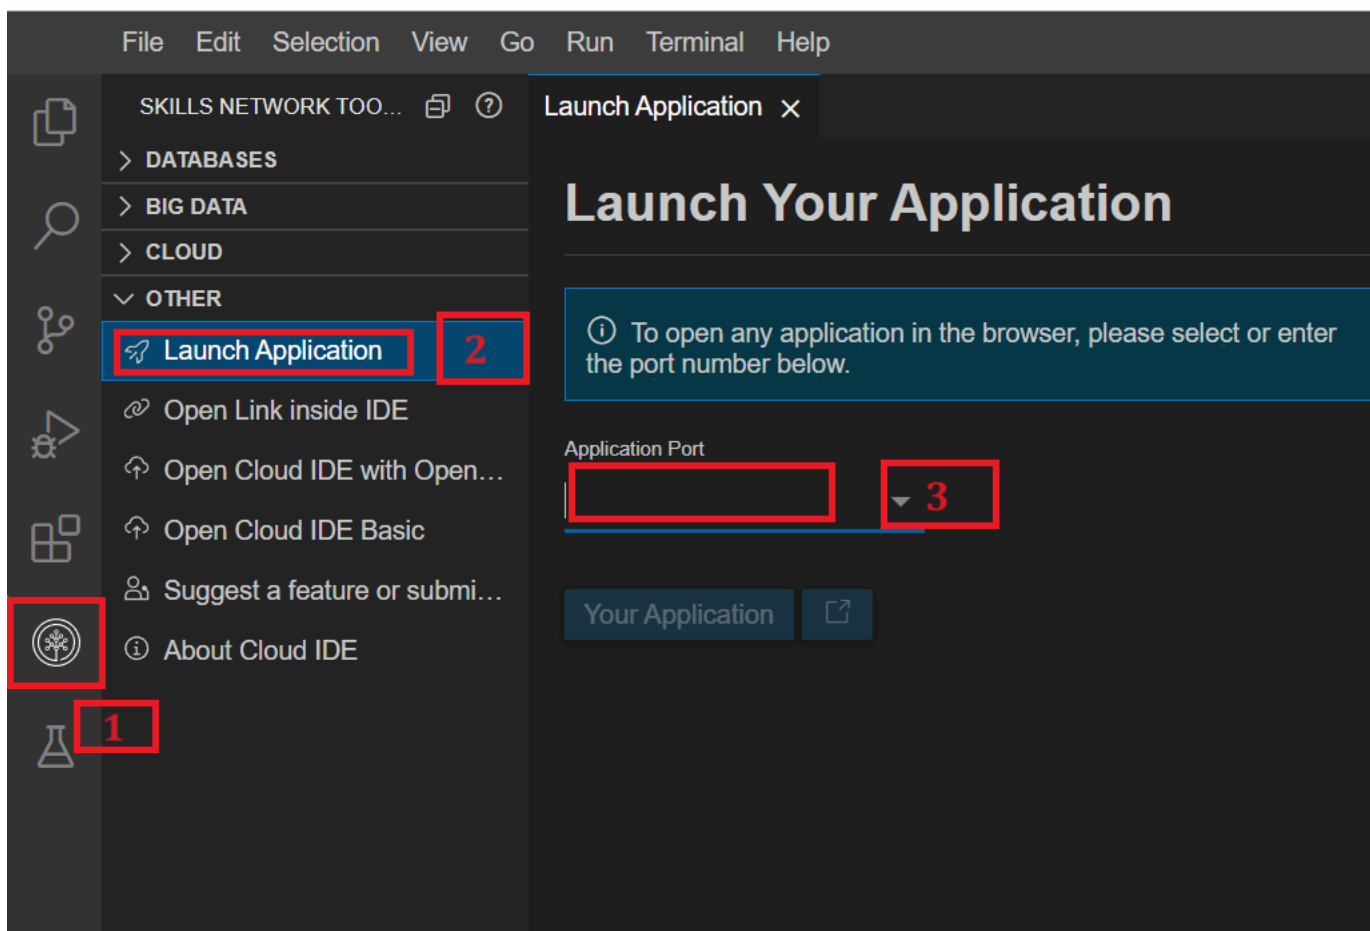 File Edit Selection View Go Run Terminal Help
SKILLS NETWORK TOO...
Launch Application
DATABASES
BIG DATA
CLOUD
OTHER
Launch Application 2
Open Link inside IDE
Open Cloud IDE with Open...
Open Cloud IDE Basic
Suggest a feature or submi...
About Cloud IDE
1
Launch Your Application
To open any application in the browser, please select or enter
the port number below.
Application Port
3
Your Application